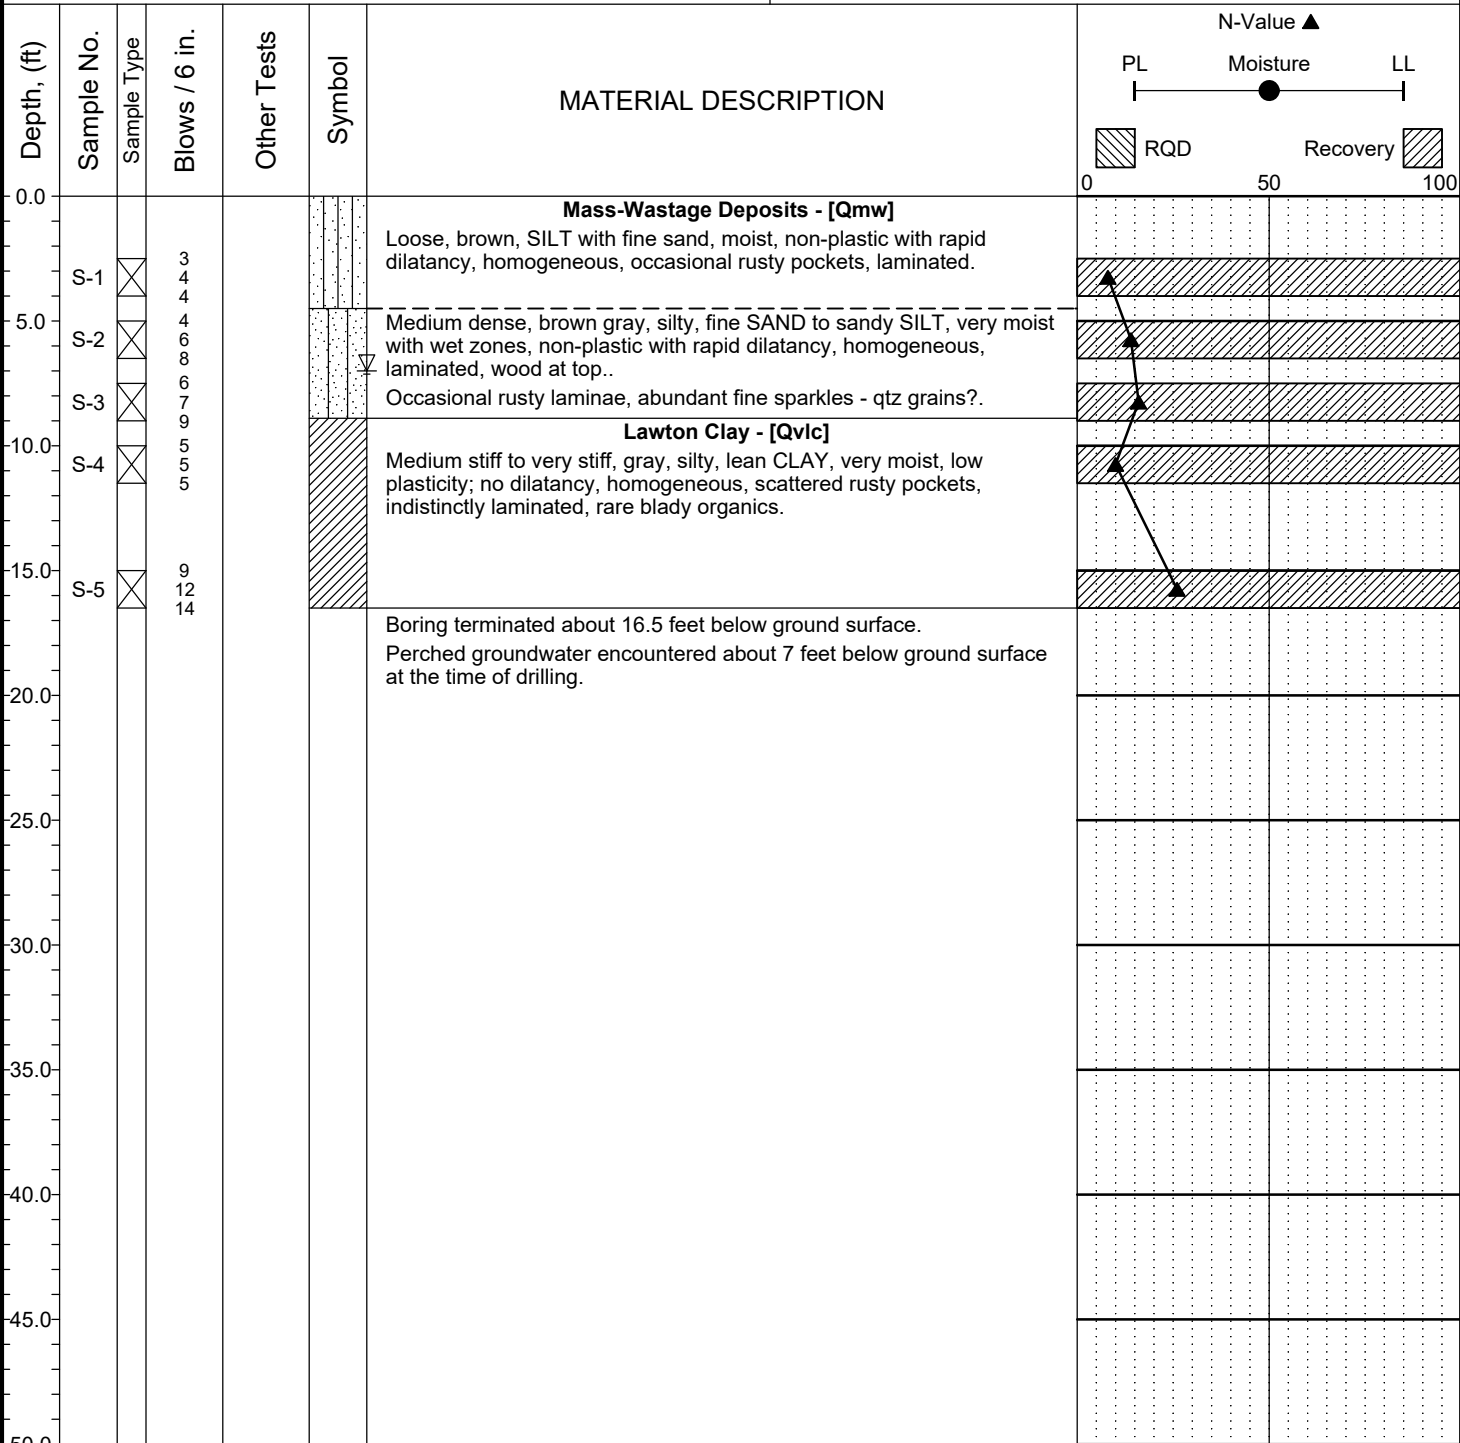 Depth, (ft)
Sample No.
Sample Type
Blows / 6 in.
Other Tests
Symbol
MATERIAL DESCRIPTION
N-Value
PL Moisture LL
RQD Recovery
0 50 100
0.0
Mass-Wastage Deposits - [Qmw]
Loose, brown, SILT with fine sand, moist, non-plastic with rapid
dilatancy, homogeneous, occasional rusty pockets, laminated.
S-1
3
4
4
5.0
Medium dense, brown gray, silty, fine SAND to sandy SILT, very moist
with wet zones, non-plastic with rapid dilatancy, homogeneous,
laminated, wood at top..
S-2
4
6
8
Occasional rusty laminae, abundant fine sparkles - qtz grains?.
S-3
6
7
9
Lawton Clay - [Qvlc]
10.0
Medium stiff to very stiff, gray, silty, lean CLAY, very moist, low
plasticity; no dilatancy, homogeneous, scattered rusty pockets,
indistinctly laminated, rare blady organics.
S-4
5
5
5
15.0
S-5
9
12
14
Boring terminated about 16.5 feet below ground surface.
Perched groundwater encountered about 7 feet below ground surface
at the time of drilling.
20.0
25.0
30.0
35.0
40.0
45.0
50.0